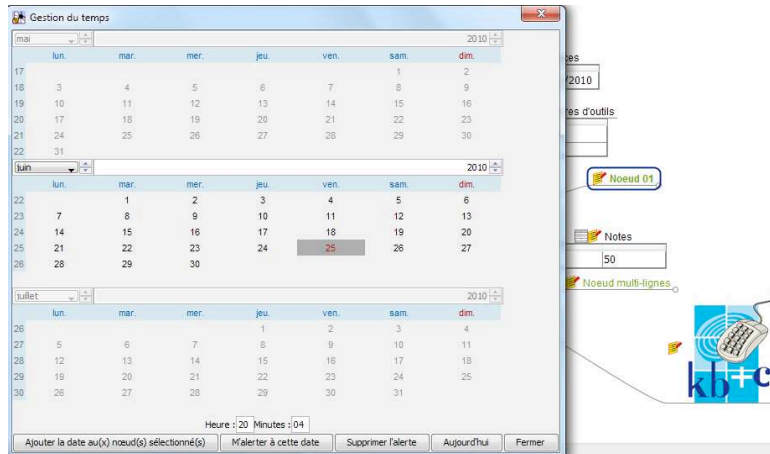 Gestion du temps
mai 2010
lun. mar. mer. jeu. ven. sam. dim.
17 1 2
18 3 4 5 6 7 8 9
19 10 11 12 13 14 15 16
20 17 18 19 20 21 22 23
21 24 25 26 27 28 29 30
22 31
juin 2010
lun. mar. mer. jeu. ven. sam. dim.
22 1 2 3 4 5 6
23 7 8 9 10 11 12 13
24 14 15 16 17 18 19 20
25 21 22 23 24 25 26 27
26 28 29 30
juillet 2010
lun. mar. mer. jeu. ven. sam. dim.
26 1 2 3 4
27 5 6 7 8 9 10 11
28 12 13 14 15 16 17 18
29 19 20 21 22 23 24 25
30 26 27 28 29 30 31
Heure : 20 Minutes : 04
Ajouter la date au(x) nœud(s) sélectionné(s) M'alerter à cette date Supprimer l'alerte Aujourd'hui Fermer
/2010
res d'outils
Noeud 01
Notes
50
Noeud multi-lignes
kb+c